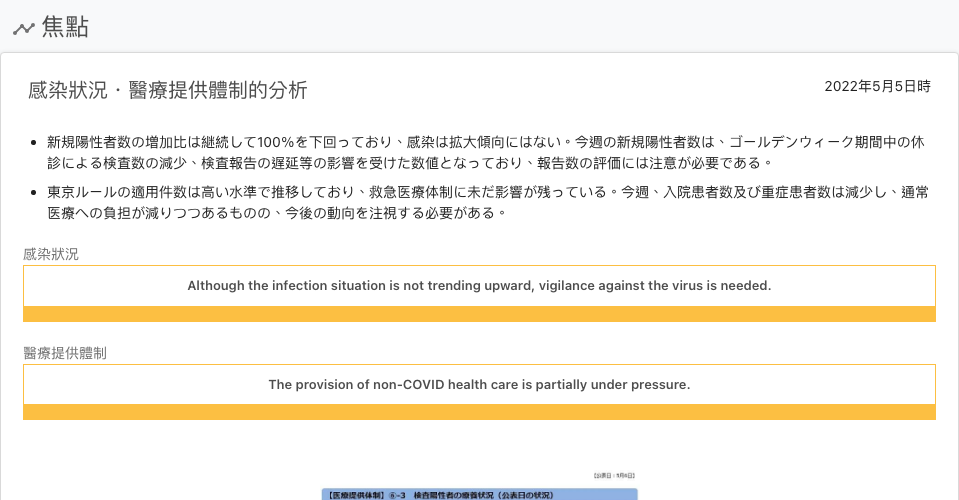 焦點
感染狀況・醫療提供體制的分析
2022年5月5日時
新規陽性者数の増加比は継続して100%を下回っており、感染は拡大傾向にはない。今週の新規陽性者数は、ゴールデンウィーク期間中の休
診による検査数の減少、検査報告の遅延等の影響を受けた数値となっており、報告数の評価には注意が必要である。
東京ルールの適用件数は高い水準で推移しており、救急医療体制に未だ影響が残っている。今週、入院患者数及び重症患者数は減少し、通常
医療への負担が減りつつあるものの、今後の動向を注視する必要がある。
感染狀況
Although the infection situation is not trending upward, vigilance against the virus is needed.
醫療提供體制
The provision of non-COVID health care is partially under pressure.
【医療提供体制】⑥-3 検査陽性者の療養状況（公表日の状況）